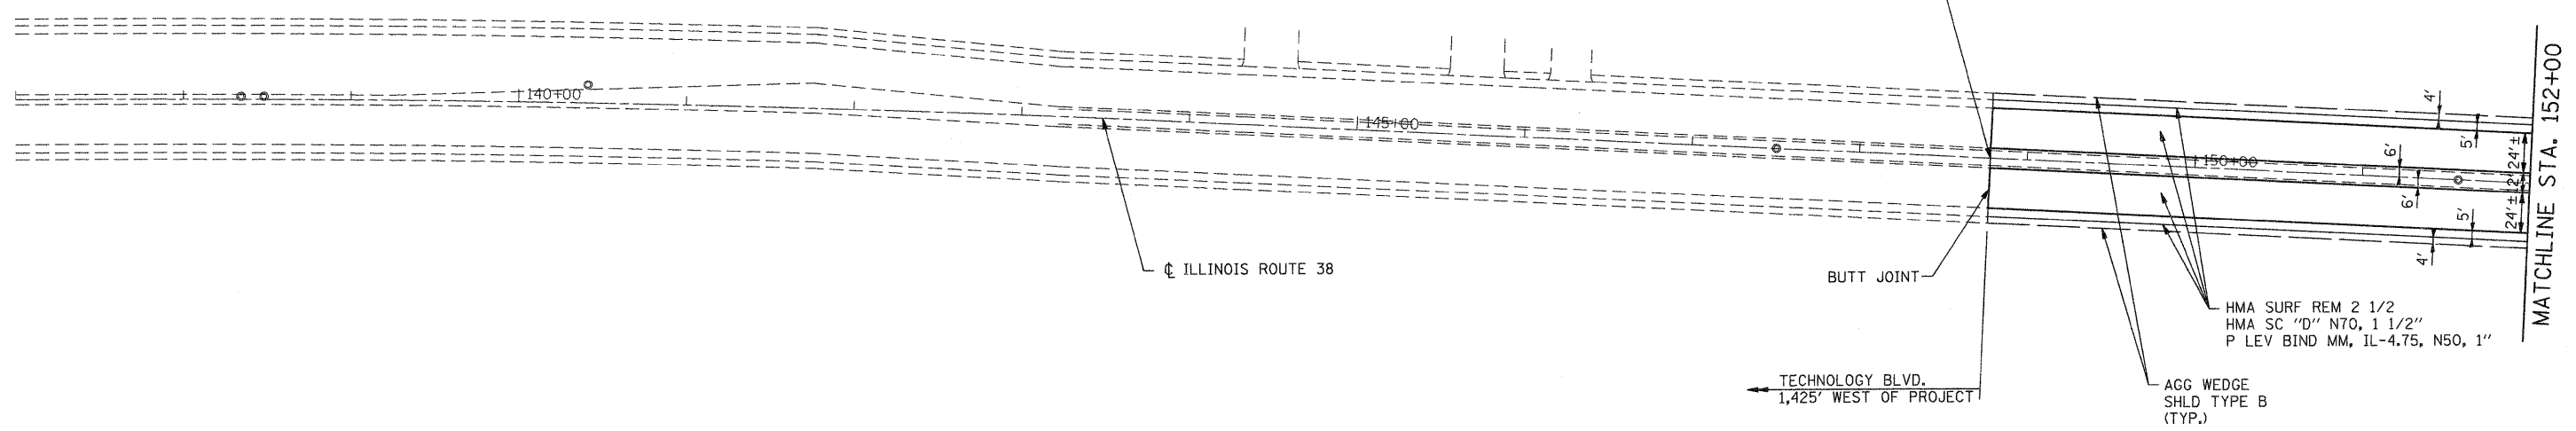 140+00
145+00
150+00
4'
5'
6'
24'±
12'±
24'±
6'
5'
4'
MATCHLINE STA. 152+00
℄ ILLINOIS ROUTE 38
BUTT JOINT
HMA SURF REM 2 1/2
HMA SC "D" N70, 1 1/2"
P LEV BIND MM, IL-4.75, N50, 1"
TECHNOLOGY BLVD.
1,425' WEST OF PROJECT
AGG WEDGE
SHLD TYPE B
(TYP.)